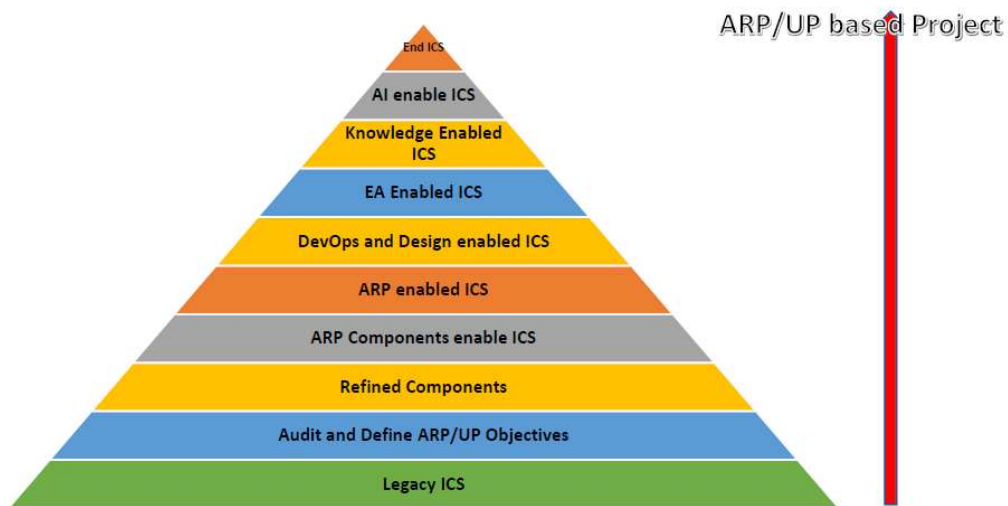 ARP/UP based Project
End ICS
AI enable ICS
Knowledge Enabled
ICS
EA Enabled ICS
DevOps and Design enabled ICS
ARP enabled ICS
ARP Components enable ICS
Refined Components
Audit and Define ARP/UP Objectives
Legacy ICS